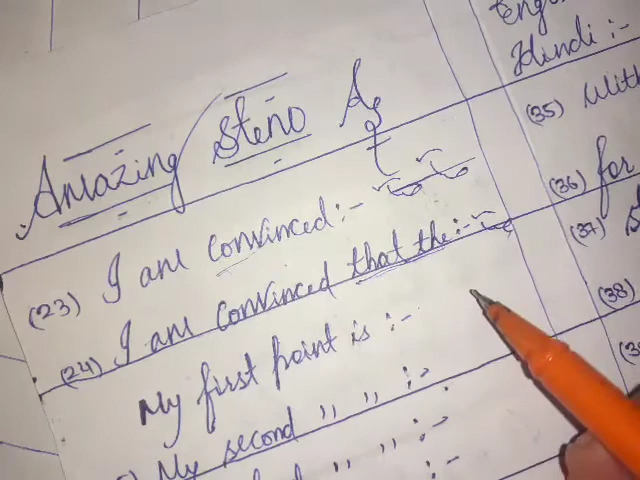 Amazing Steno
(23) I am convinced :-
(24) I am convinced that the :-
My first point is :-
My second " " :-
" " :-
:-
Hindi :-
(35) With
(36) for
(37)
(38)